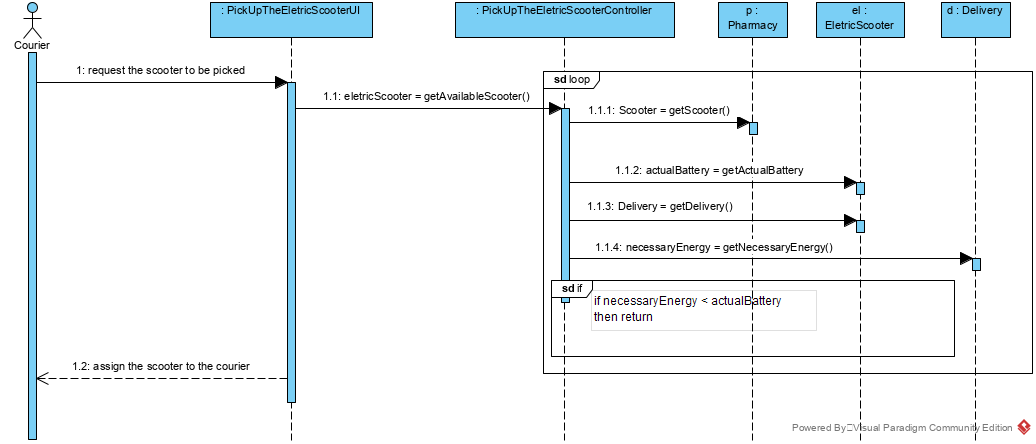 : PickUpTheEletricScooterUI
: PickUpTheEletricScooterController
p :
Pharmacy
el :
EletricScooter
d : Delivery
Courier
1: request the scooter to be picked
sd loop
1.1: eletricScooter = getAvailableScooter()
1.1.1: Scooter = getScooter()
1.1.2: actualBattery = getActualBattery
1.1.3: Delivery = getDelivery()
1.1.4: necessaryEnergy = getNecessaryEnergy()
sd if
if necessaryEnergy < actualBattery
then return
1.2: assign the scooter to the courier
Powered By Visual Paradigm Community Edition